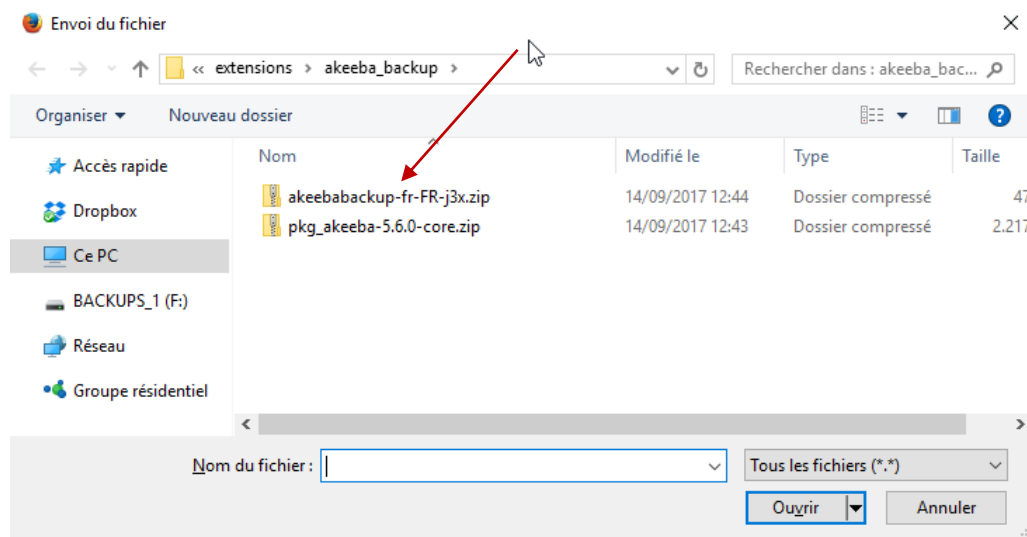 Envoi du fichier
« extensions > akeeba_backup >
Rechercher dans : akeeba_bac...
Organiser
Nouveau dossier
?
Nom Modifié le Type Taille
Accès rapide
akeebabackup-fr-FR-j3x.zip 14/09/2017 12:44 Dossier compressé 47
Dropbox
pkg_akeeba-5.6.0-core.zip 14/09/2017 12:43 Dossier compressé 2.217
Ce PC
BACKUPS_1 (F:)
Réseau
Groupe résidentiel
Nom du fichier :
Tous les fichiers (*.*)
Ouvrir
Annuler